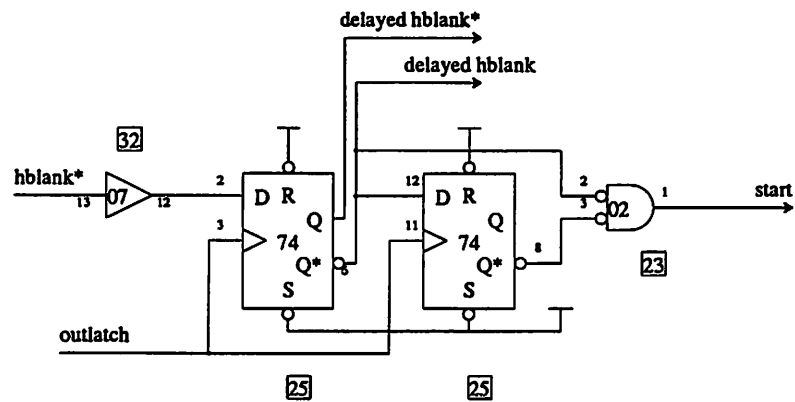 delayed hblank*
delayed hblank
32
hblank*
13
07
12
2
D R
Q
3
74
Q*
6
S
12
D R
Q
11
74
Q*
8
S
2
3
02
1
start
23
outlatch
25
25